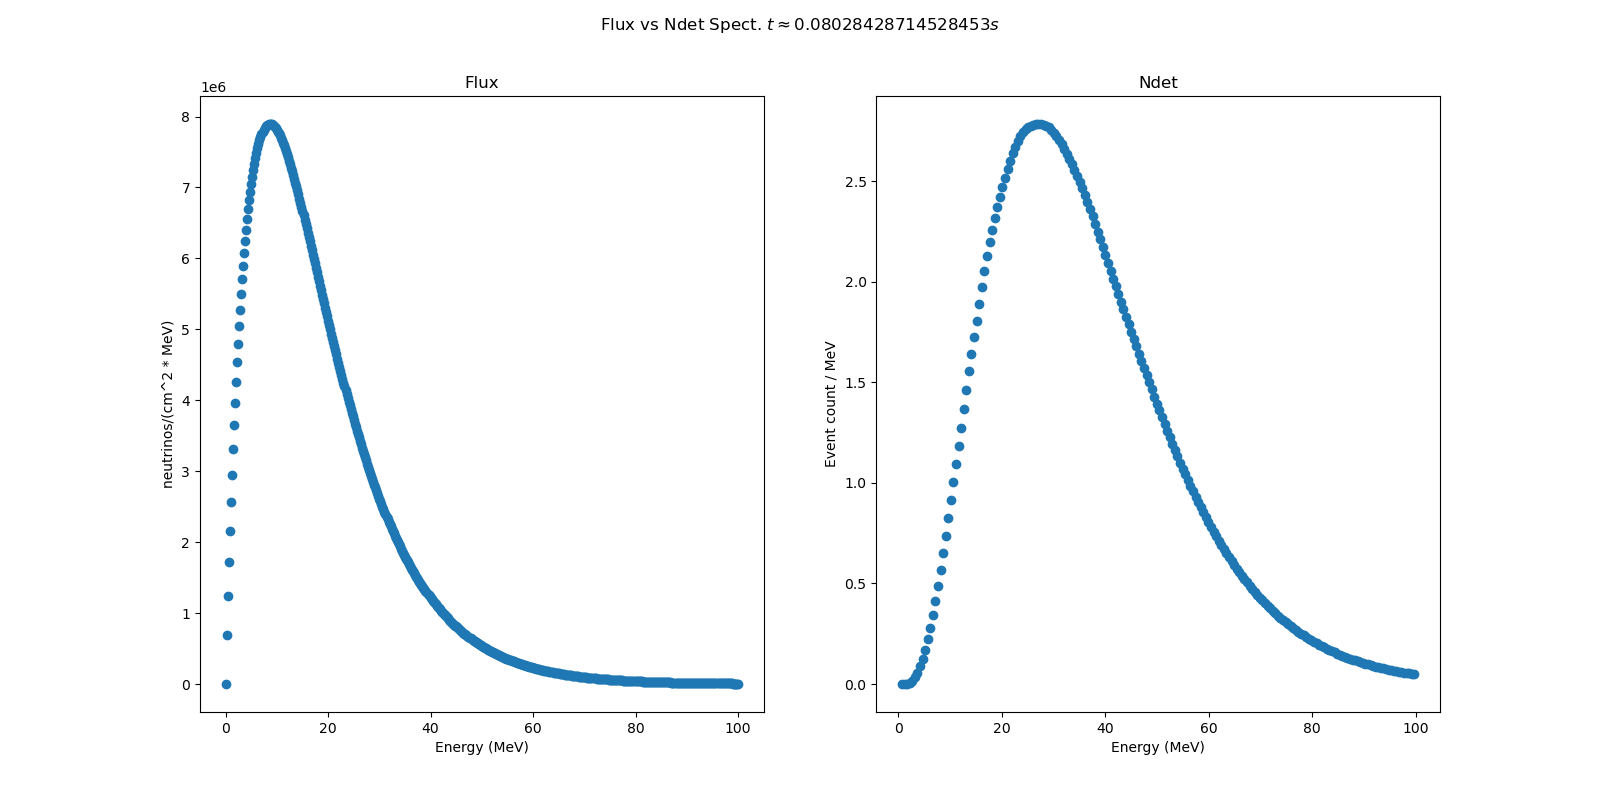 Flux vs Ndet Spect. t ≈ 0.08028428714528453s
Flux
1e6
8
7
6
5
4
3
2
1
0
neutrinos/(cm^2 * MeV)
0 20 40 60 80 100
Energy (MeV)
Ndet
2.5
2.0
1.5
1.0
0.5
0.0
Event count / MeV
0 20 40 60 80 100
Energy (MeV)